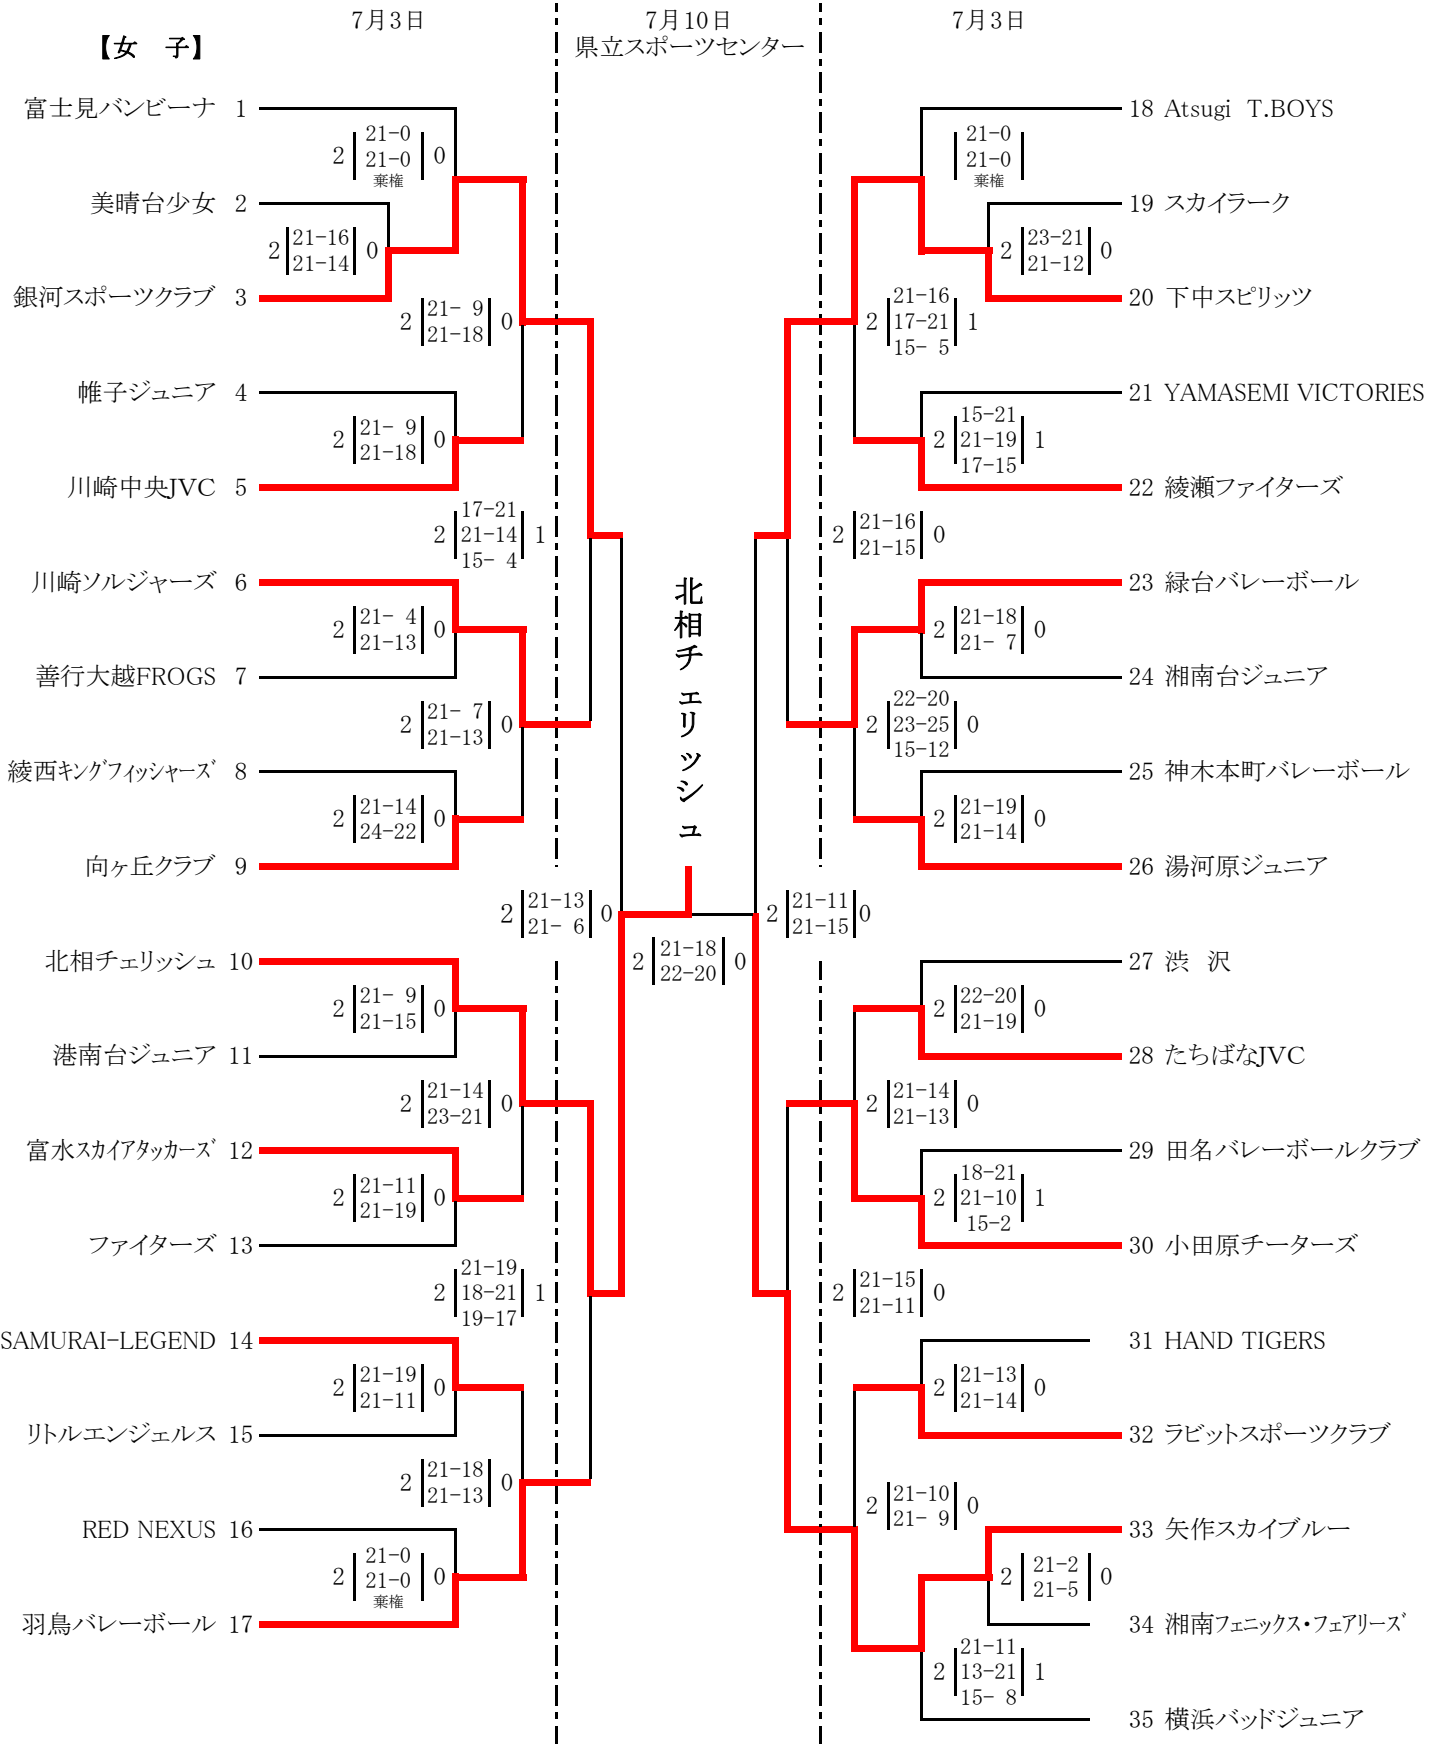 7月3日
7月10日
7月3日
県立スポーツセンター
【女　子】
富士見バンビーナ 1
18 Atsugi T.BOYS
2 21-0 0
21-0
棄権
21-0
21-0
棄権
美晴台少女 2
19 スカイラーク
2 21-16 0
21-14
2 23-21 0
21-12
銀河スポーツクラブ 3
20 下中スピリッツ
2 21- 9 0
21-18
2 21-16 1
17-21
15- 5
帷子ジュニア 4
21 YAMASEMI VICTORIES
2 21- 9 0
21-18
2 15-21 1
21-19
17-15
川崎中央JVC 5
22 綾瀬ファイターズ
2 17-21 1
21-14
15- 4
2 21-16 0
21-15
川崎ソルジャーズ 6
23 緑台バレーボール
2 21- 4 0
21-13
2 21-18 0
21- 7
善行大越FROGS 7
24 湘南台ジュニア
2 21- 7 0
21-13
2 22-20 0
23-25
15-12
綾西キングフィッシャーズ 8
25 神木本町バレーボール
2 21-14 0
24-22
2 21-19 0
21-14
向ヶ丘クラブ 9
26 湯河原ジュニア
北相チェリッシュ
2 21-13 0
21- 6
2 21-11 0
21-15
2 21-18 0
22-20
北相チェリッシュ 10
27 渋　沢
2 21- 9 0
21-15
2 22-20 0
21-19
港南台ジュニア 11
28 たちばなJVC
2 21-14 0
23-21
2 21-14 0
21-13
富水スカイアタッカーズ 12
29 田名バレーボールクラブ
2 21-11 0
21-19
2 18-21 1
21-10
15-2
ファイターズ 13
30 小田原チーターズ
2 21-19 1
18-21
19-17
2 21-15 0
21-11
SAMURAI-LEGEND 14
31 HAND TIGERS
2 21-19 0
21-11
2 21-13 0
21-14
リトルエンジェルス 15
32 ラビットスポーツクラブ
2 21-18 0
21-13
2 21-10 0
21- 9
RED NEXUS 16
33 矢作スカイブルー
2 21-0 0
21-0
棄権
2 21-2 0
21-5
羽鳥バレーボール 17
34 湘南フェニックス・フェアリーズ
2 21-11 1
13-21
15- 8
35 横浜バッドジュニア